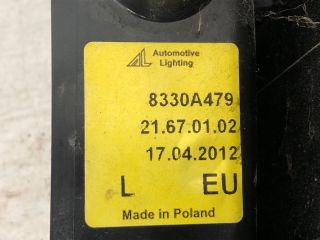 Automotive
Lighting
8330A479
21.67.01.02
17.04.2012
L EU
Made in Poland